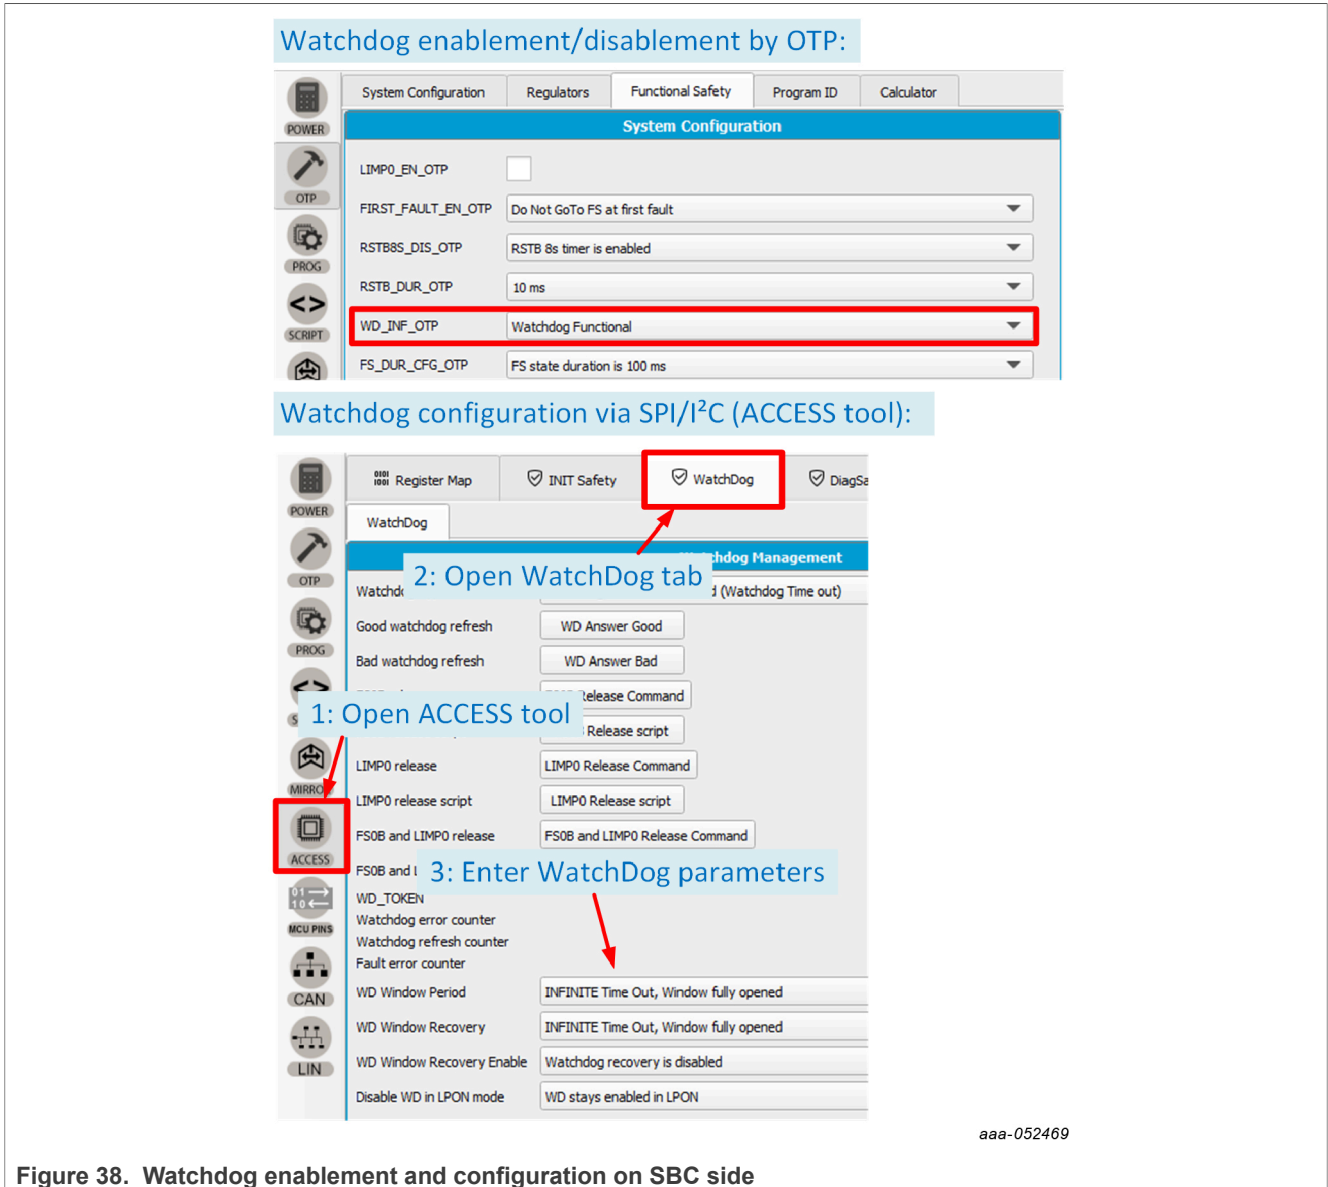 Watchdog enablement/disablement by OTP:
System Configuration Regulators Functional Safety Program ID Calculator
POWER
System Configuration
LIMP0_EN_OTP
OTP
FIRST_FAULT_EN_OTP Do Not GoTo FS at first fault
RSTB8S_DIS_OTP RSTB 8s timer is enabled
PROG
RSTB_DUR_OTP 10 ms
WD_INF_OTP Watchdog Functional
SCRIPT
FS_DUR_CFG_OTP FS state duration is 100 ms
Watchdog configuration via SPI/I²C (ACCESS tool):
0101 1001 Register Map INIT Safety WatchDog DiagSa
POWER
WatchDog
Management
2: Open WatchDog tab
OTP
(Watchdog Time out)
Good watchdog refresh WD Answer Good
PROG
Bad watchdog refresh WD Answer Bad
Release Command
1: Open ACCESS tool
Release script
LIMP0 release LIMP0 Release Command
MIRRO
LIMP0 release script LIMP0 Release script
FS0B and LIMP0 release FS0B and LIMP0 Release Command
ACCESS
FS0B and
3: Enter WatchDog parameters
01
10
WD_TOKEN
Watchdog error counter
MCU PINS
Watchdog refresh counter
Fault error counter
WD Window Period INFINITE Time Out, Window fully opened
CAN
WD Window Recovery INFINITE Time Out, Window fully opened
WD Window Recovery Enable Watchdog recovery is disabled
LIN
Disable WD in LPON mode WD stays enabled in LPON
aaa-052469
Figure 38. Watchdog enablement and configuration on SBC side